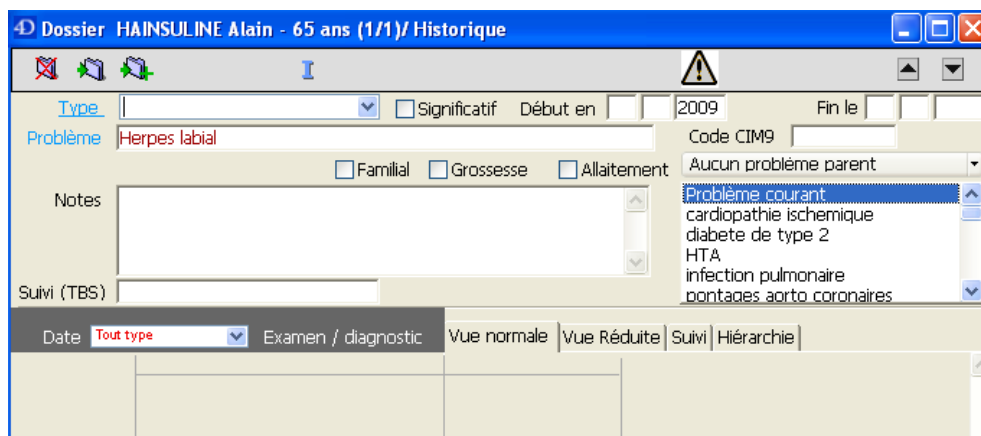 Dossier HAINSULINE Alain - 65 ans (1/1)/ Historique
Type Significatif Début en 2009 Fin le
Problème Herpes labial Code CIM9
Familial Grossesse Allaitement Aucun problème parent
Notes
Problème courant
cardiopathie ischemique
diabete de type 2
HTA
infection pulmonaire
pontages aorto coronaires
Suivi (TBS)
Date Tout type Examen / diagnostic Vue normale Vue Réduite Suivi Hiérarchie